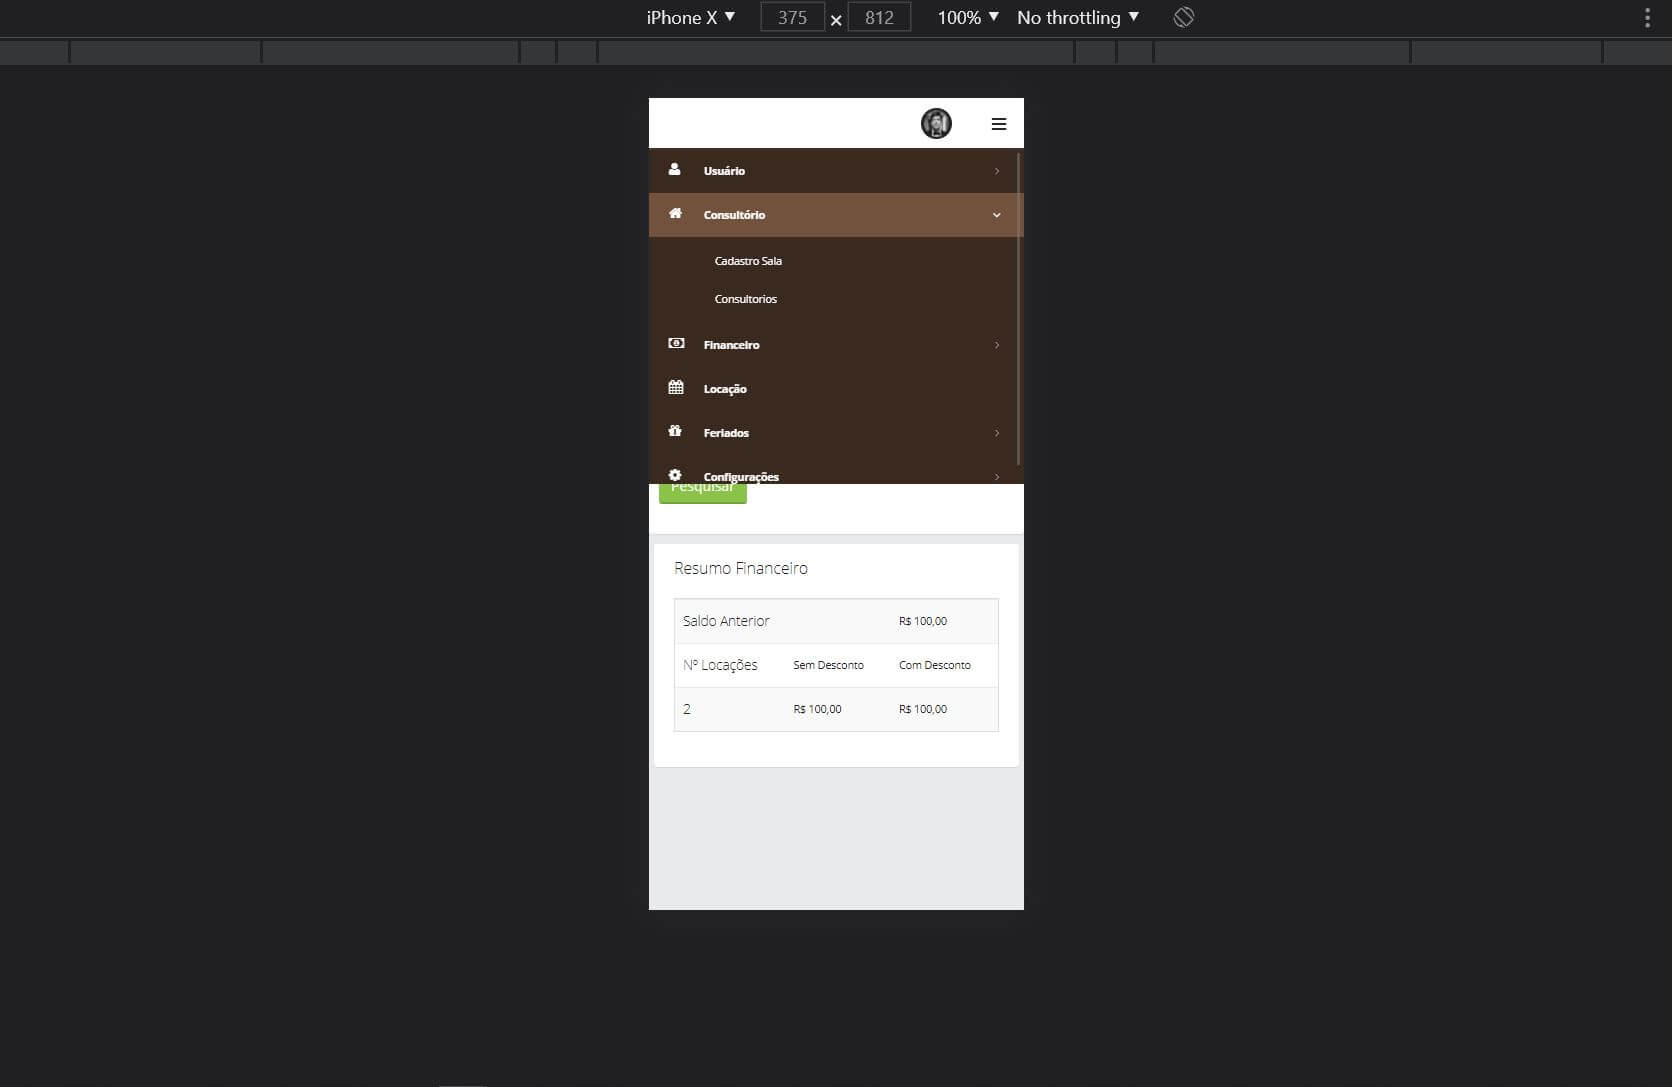 iPhone X ▼ 375 × 812 100% ▼ No throttling ▼
Usuário
Consultório
Cadastro Sala
Consultorios
Financeiro
Locação
Feriados
Configurações
Pesquisar
Resumo Financeiro
Saldo Anterior R$ 100,00
Nº Locações Sem Desconto Com Desconto
2 R$ 100,00 R$ 100,00